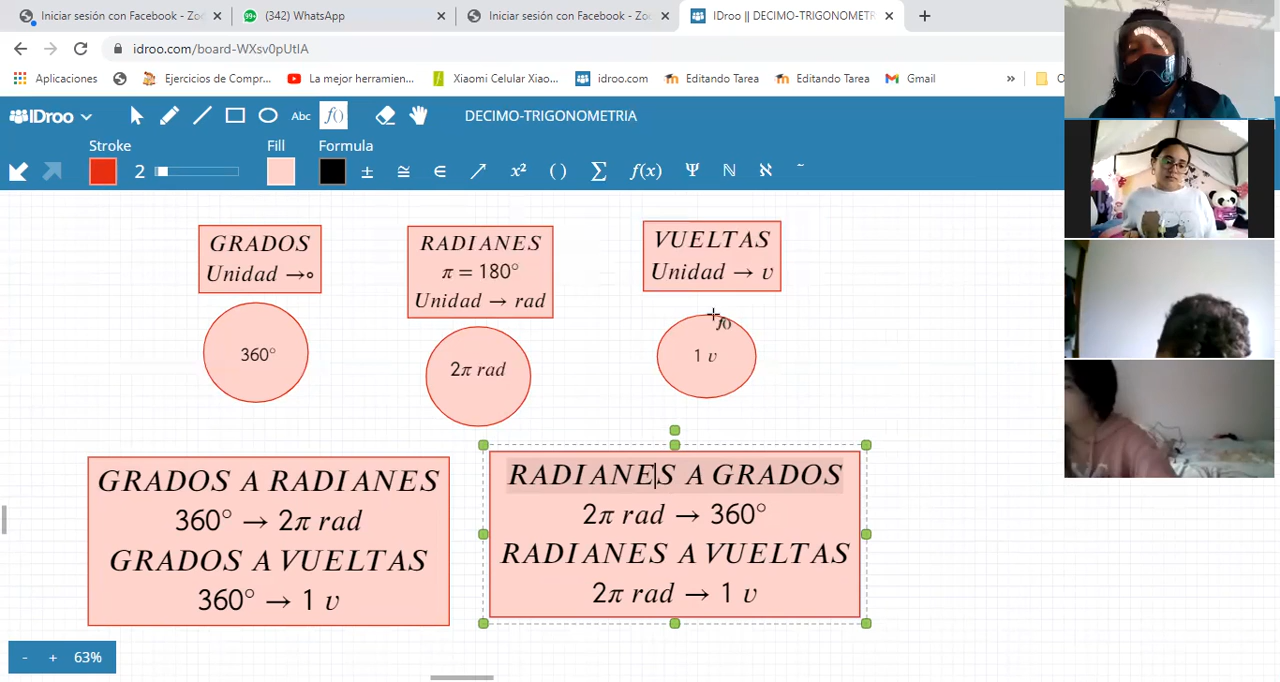 Iniciar sesión con Facebook - Zoo
(342) WhatsApp
Iniciar sesión con Facebook - Zoo
IDroo || DECIMO-TRIGONOMETR
idroo.com/board-WXsv0pUtIA
Aplicaciones
Ejercicios de Compr...
La mejor herramien...
Xiaomi Celular Xiao...
idroo.com
Editando Tarea
Editando Tarea
Gmail
»
IDroo
Abc
f()
DECIMO-TRIGONOMETRIA
Stroke
Fill
Formula
2
± ≅ ∈ ↗ x² ( ) Σ f(x) Ψ ℕ ℵ ~
GRADOS
Unidad →°
RADIANES
π = 180°
Unidad → rad
VUELTAS
Unidad → v
360°
2π rad
1 v
GRADOS A RADIANES
360° → 2π rad
GRADOS A VUELTAS
360° → 1 v
RADIANES A GRADOS
2π rad → 360°
RADIANES A VUELTAS
2π rad → 1 v
- + 63%